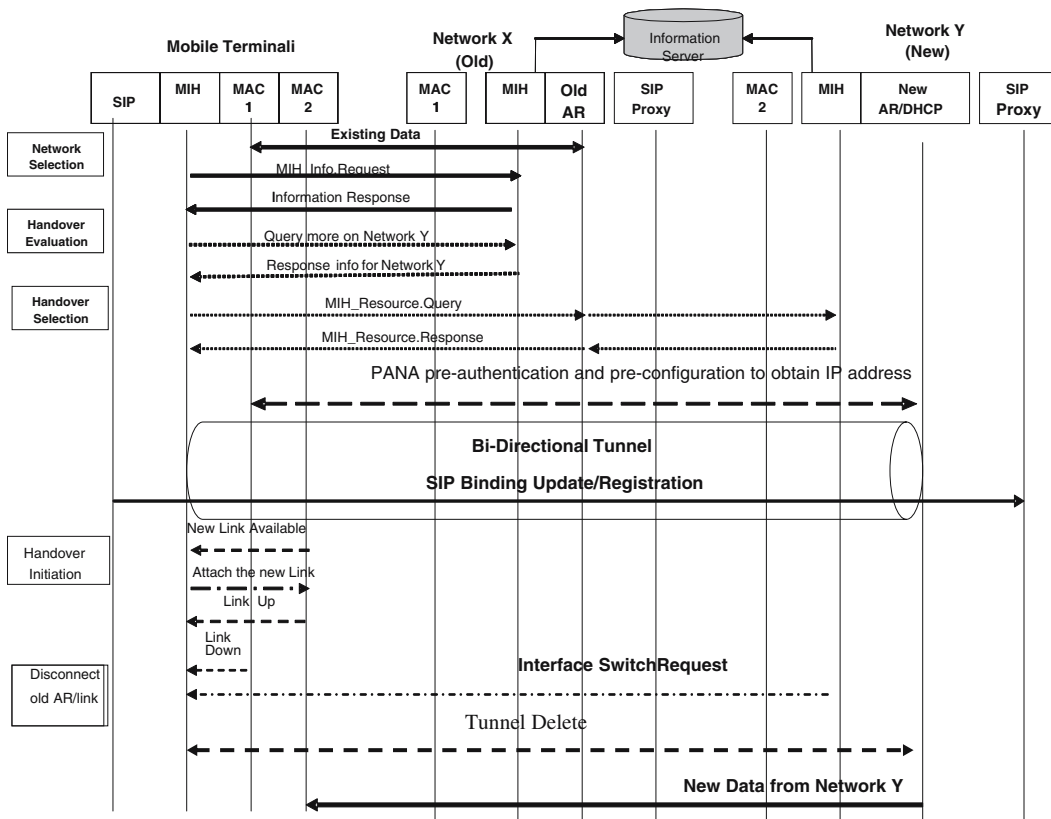 Mobile Terminali
Network X
(Old)
Information
Server
Network Y
(New)
SIP
MIH
MAC
1
MAC
2
MAC
1
MIH
Old
AR
SIP
Proxy
MAC
2
MIH
New
AR/DHCP
SIP
Proxy
Network
Selection
Existing Data
MIH_Info.Request
Information Response
Handover
Evaluation
Query more on Network Y
Response info for Network Y
Handover
Selection
MIH_Resource.Query
MIH_Resource.Response
PANA pre-authentication and pre-configuration to obtain IP address
Bi-Directional Tunnel
SIP Binding Update/Registration
New Link Available
Handover
Initiation
Attach the new Link
Link Up
Link
Down
Disconnect
old AR/link
Interface SwitchRequest
Tunnel Delete
New Data from Network Y